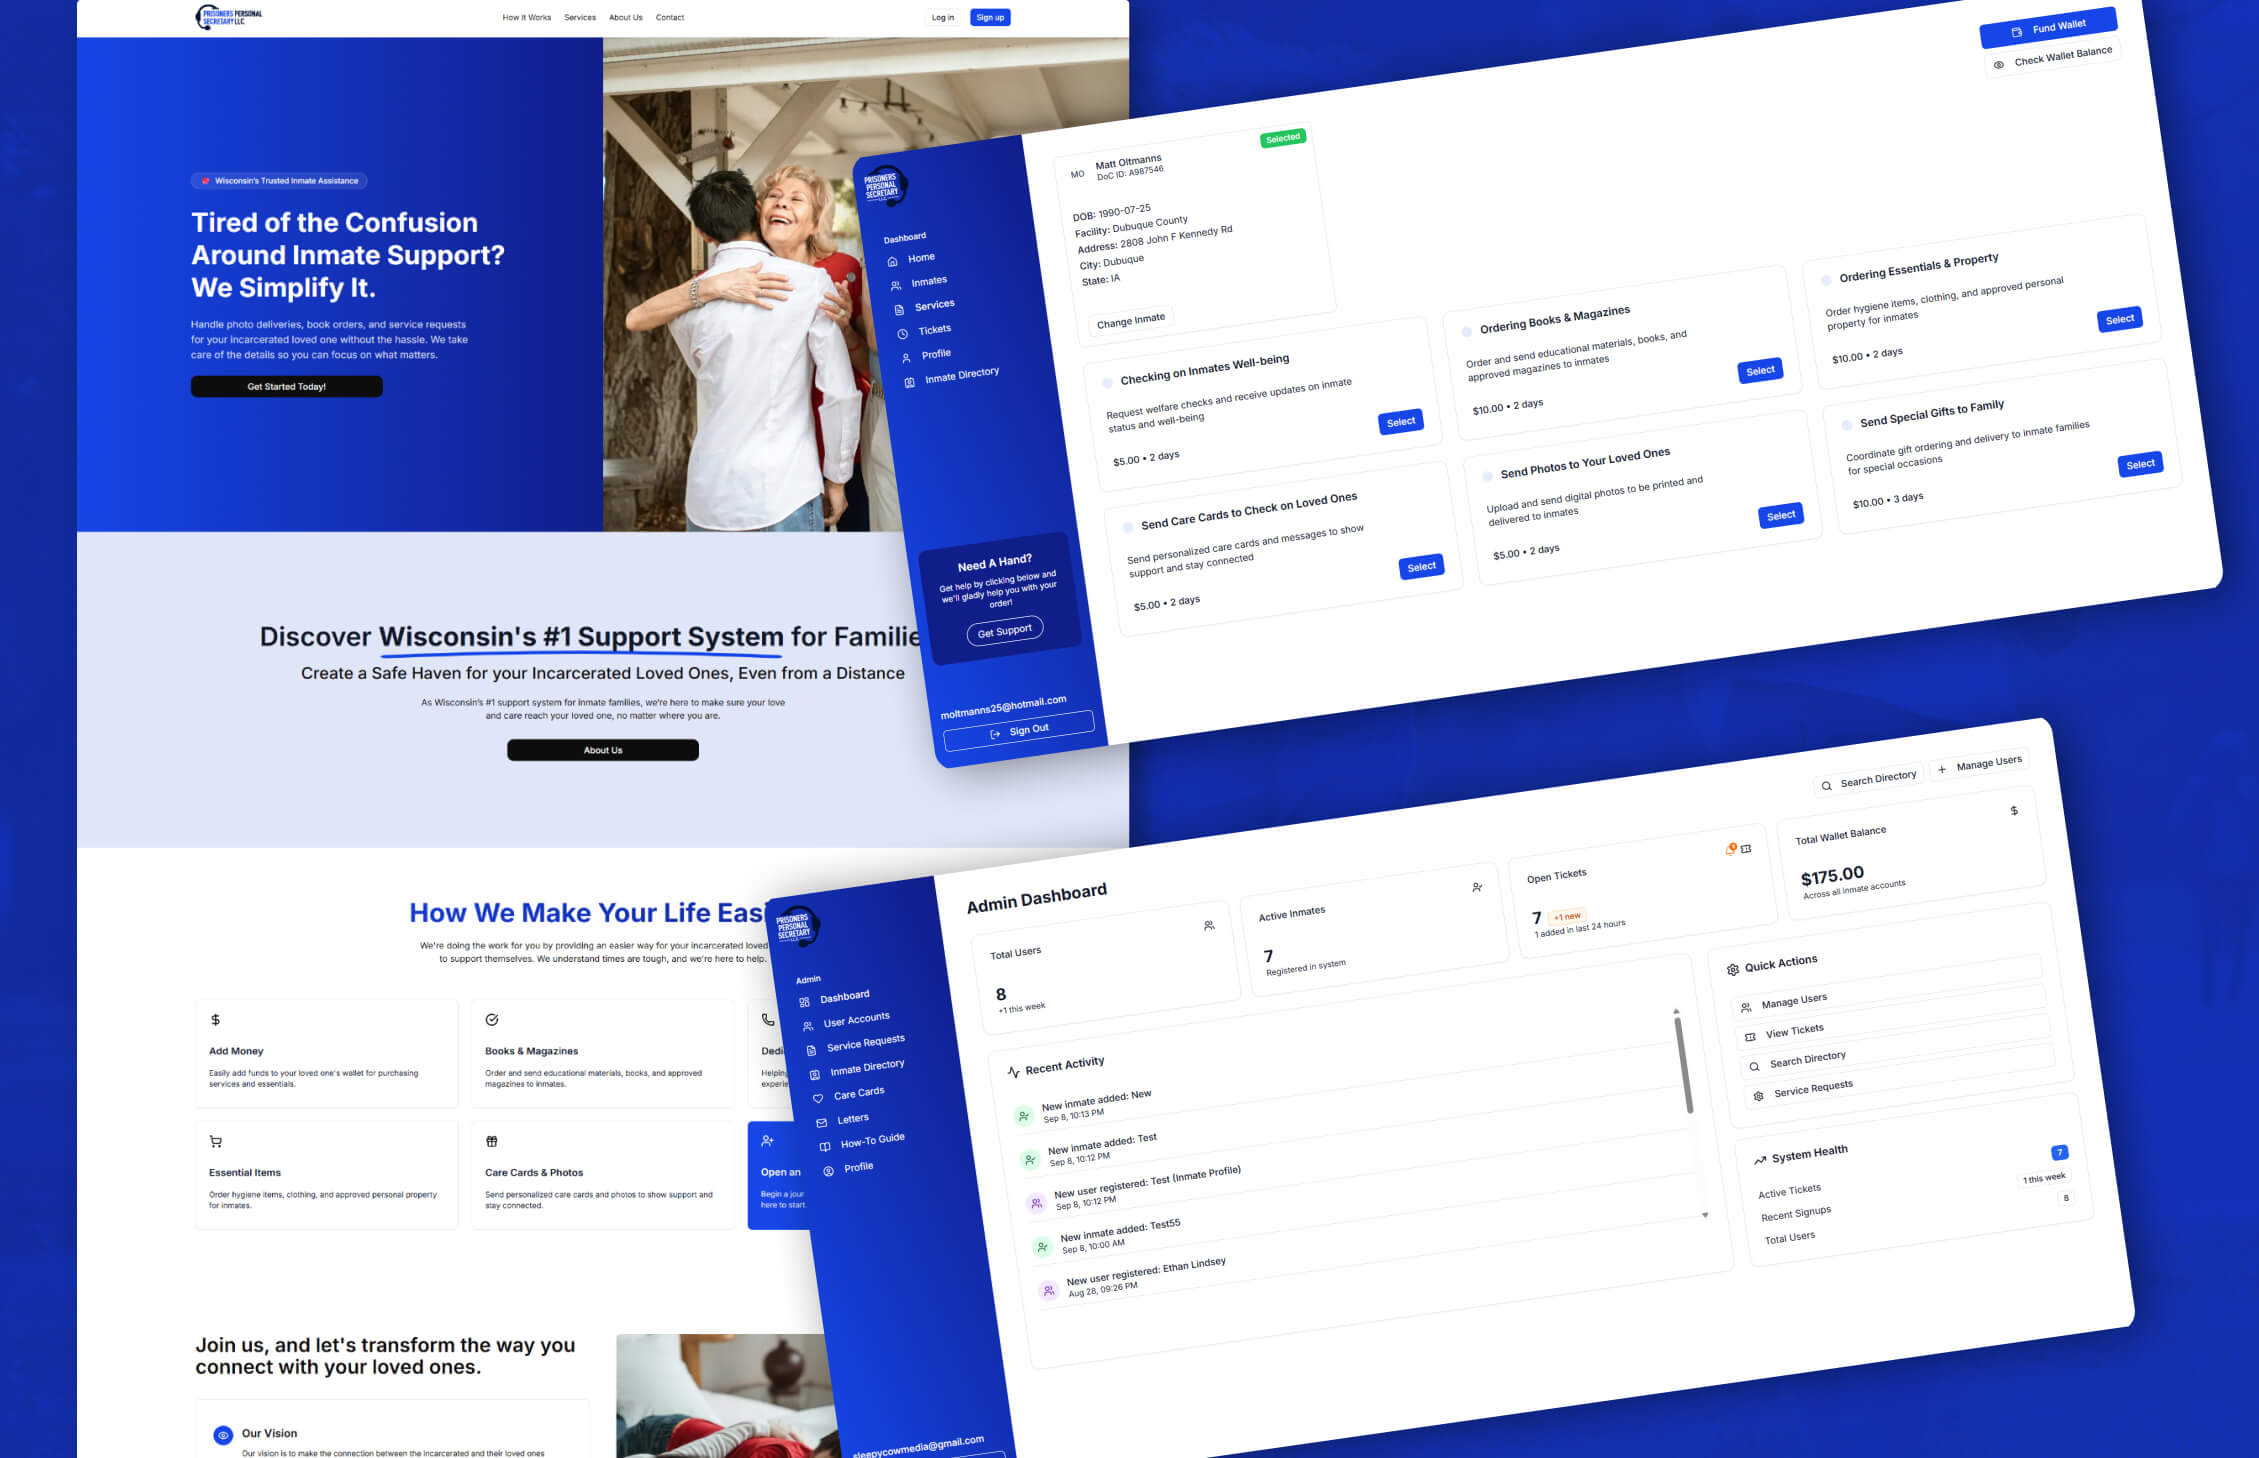 PRISONERS PERSONAL
SECRETARY LLC.
How It Works
Services
About Us
Contact
Log in
Sign up
Wisconsin's Trusted Inmate Assistance
Tired of the Confusion
Around Inmate Support?
We Simplify It.
Handle photo deliveries, book orders, and service requests
for your incarcerated loved one without the hassle. We take
care of the details so you can focus on what matters.
Get Started Today!
Discover Wisconsin's #1 Support System for Familie
Create a Safe Haven for your Incarcerated Loved Ones, Even from a Distance
As Wisconsin's #1 support system for inmate families, we're here to make sure your love
and care reach your loved one, no matter where you are.
About Us
How We Make Your Life Easi
We're doing the work for you by providing an easier way for your incarcerated loved
to support themselves. We understand times are tough, and we're here to help.
Add Money
Easily add funds to your loved one's wallet for purchasing
services and essentials.
Books & Magazines
Order and send educational materials, books, and approved
magazines to inmates.
Dedi
Helping
experie
Essential Items
Order hygiene items, clothing, and approved personal property
for inmates.
Care Cards & Photos
Send personalized care cards and photos to show support and
stay connected.
Open an
Begin a jour
here to start.
Join us, and let's transform the way you
connect with your loved ones.
Our Vision
Our vision is to make the connection between the incarcerated and their loved ones
PRISONERS
PERSONAL
SECRETARY
LLC
Dashboard
Home
Inmates
Services
Tickets
Profile
Inmate Directory
Need A Hand?
Get help by clicking below and
we'll gladly help you with your
order!
Get Support
moltmanns25@hotmail.com
Sign Out
Fund Wallet
Check Wallet Balance
MO
Matt Oltmanns
DoC ID: A987546
Selected
DOB: 1990-07-25
Facility: Dubuque County
Address: 2808 John F Kennedy Rd
City: Dubuque
State: IA
Change Inmate
Checking on Inmates Well-being
Request welfare checks and receive updates on inmate
status and well-being
$5.00 • 2 days
Select
Ordering Books & Magazines
Order and send educational materials, books, and
approved magazines to inmates
$10.00 • 2 days
Select
Ordering Essentials & Property
Order hygiene items, clothing, and approved personal
property for inmates
$10.00 • 2 days
Select
Send Care Cards to Check on Loved Ones
Send personalized care cards and messages to show
support and stay connected
$5.00 • 2 days
Select
Send Photos to Your Loved Ones
Upload and send digital photos to be printed and
delivered to inmates
$5.00 • 2 days
Select
Send Special Gifts to Family
Coordinate gift ordering and delivery to inmate families
for special occasions
$10.00 • 3 days
Select
PRISONERS
PERSONAL
SECRETARY
LLC
Admin
Dashboard
User Accounts
Service Requests
Inmate Directory
Care Cards
Letters
How-To Guide
Profile
sleepycowmedia@gmail.com
Admin Dashboard
Search Directory
Manage Users
Total Users
8
+1 this week
Active Inmates
7
Registered in system
Open Tickets
7 +1 new
1 added in last 24 hours
Total Wallet Balance
$175.00
Across all inmate accounts
Recent Activity
New inmate added: New
Sep 8, 10:13 PM
New inmate added: Test
Sep 8, 10:12 PM
New user registered: Test (Inmate Profile)
Sep 8, 10:12 PM
New inmate added: Test55
Sep 8, 10:00 AM
New user registered: Ethan Lindsey
Aug 28, 09:26 PM
Quick Actions
Manage Users
View Tickets
Search Directory
Service Requests
System Health
Active Tickets
7
Recent Signups
1 this week
Total Users
8